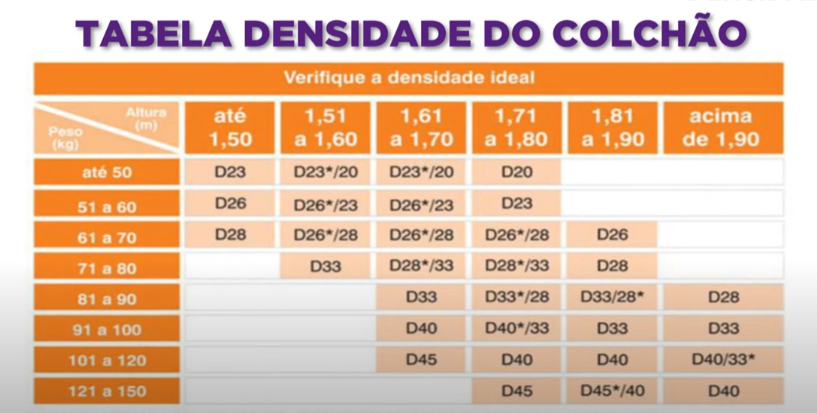 TABELA DENSIDADE DO COLCHÃO
Verifique a densidade ideal
Altura (m) Peso (kg) até 1,50 1,51 a 1,60 1,61 a 1,70 1,71 a 1,80 1,81 a 1,90 acima de 1,90
até 50 D23 D23*/20 D23*/20 D20
51 a 60 D26 D26*/23 D26*/23 D23
61 a 70 D28 D26*/28 D26*/28 D26*/28 D26
71 a 80 D33 D28*/33 D28*/33 D28
81 a 90 D33 D33*/28 D33/28* D28
91 a 100 D40 D40*/33 D33 D33
101 a 120 D45 D40 D40 D40/33*
121 a 150 D45 D45*/40 D40